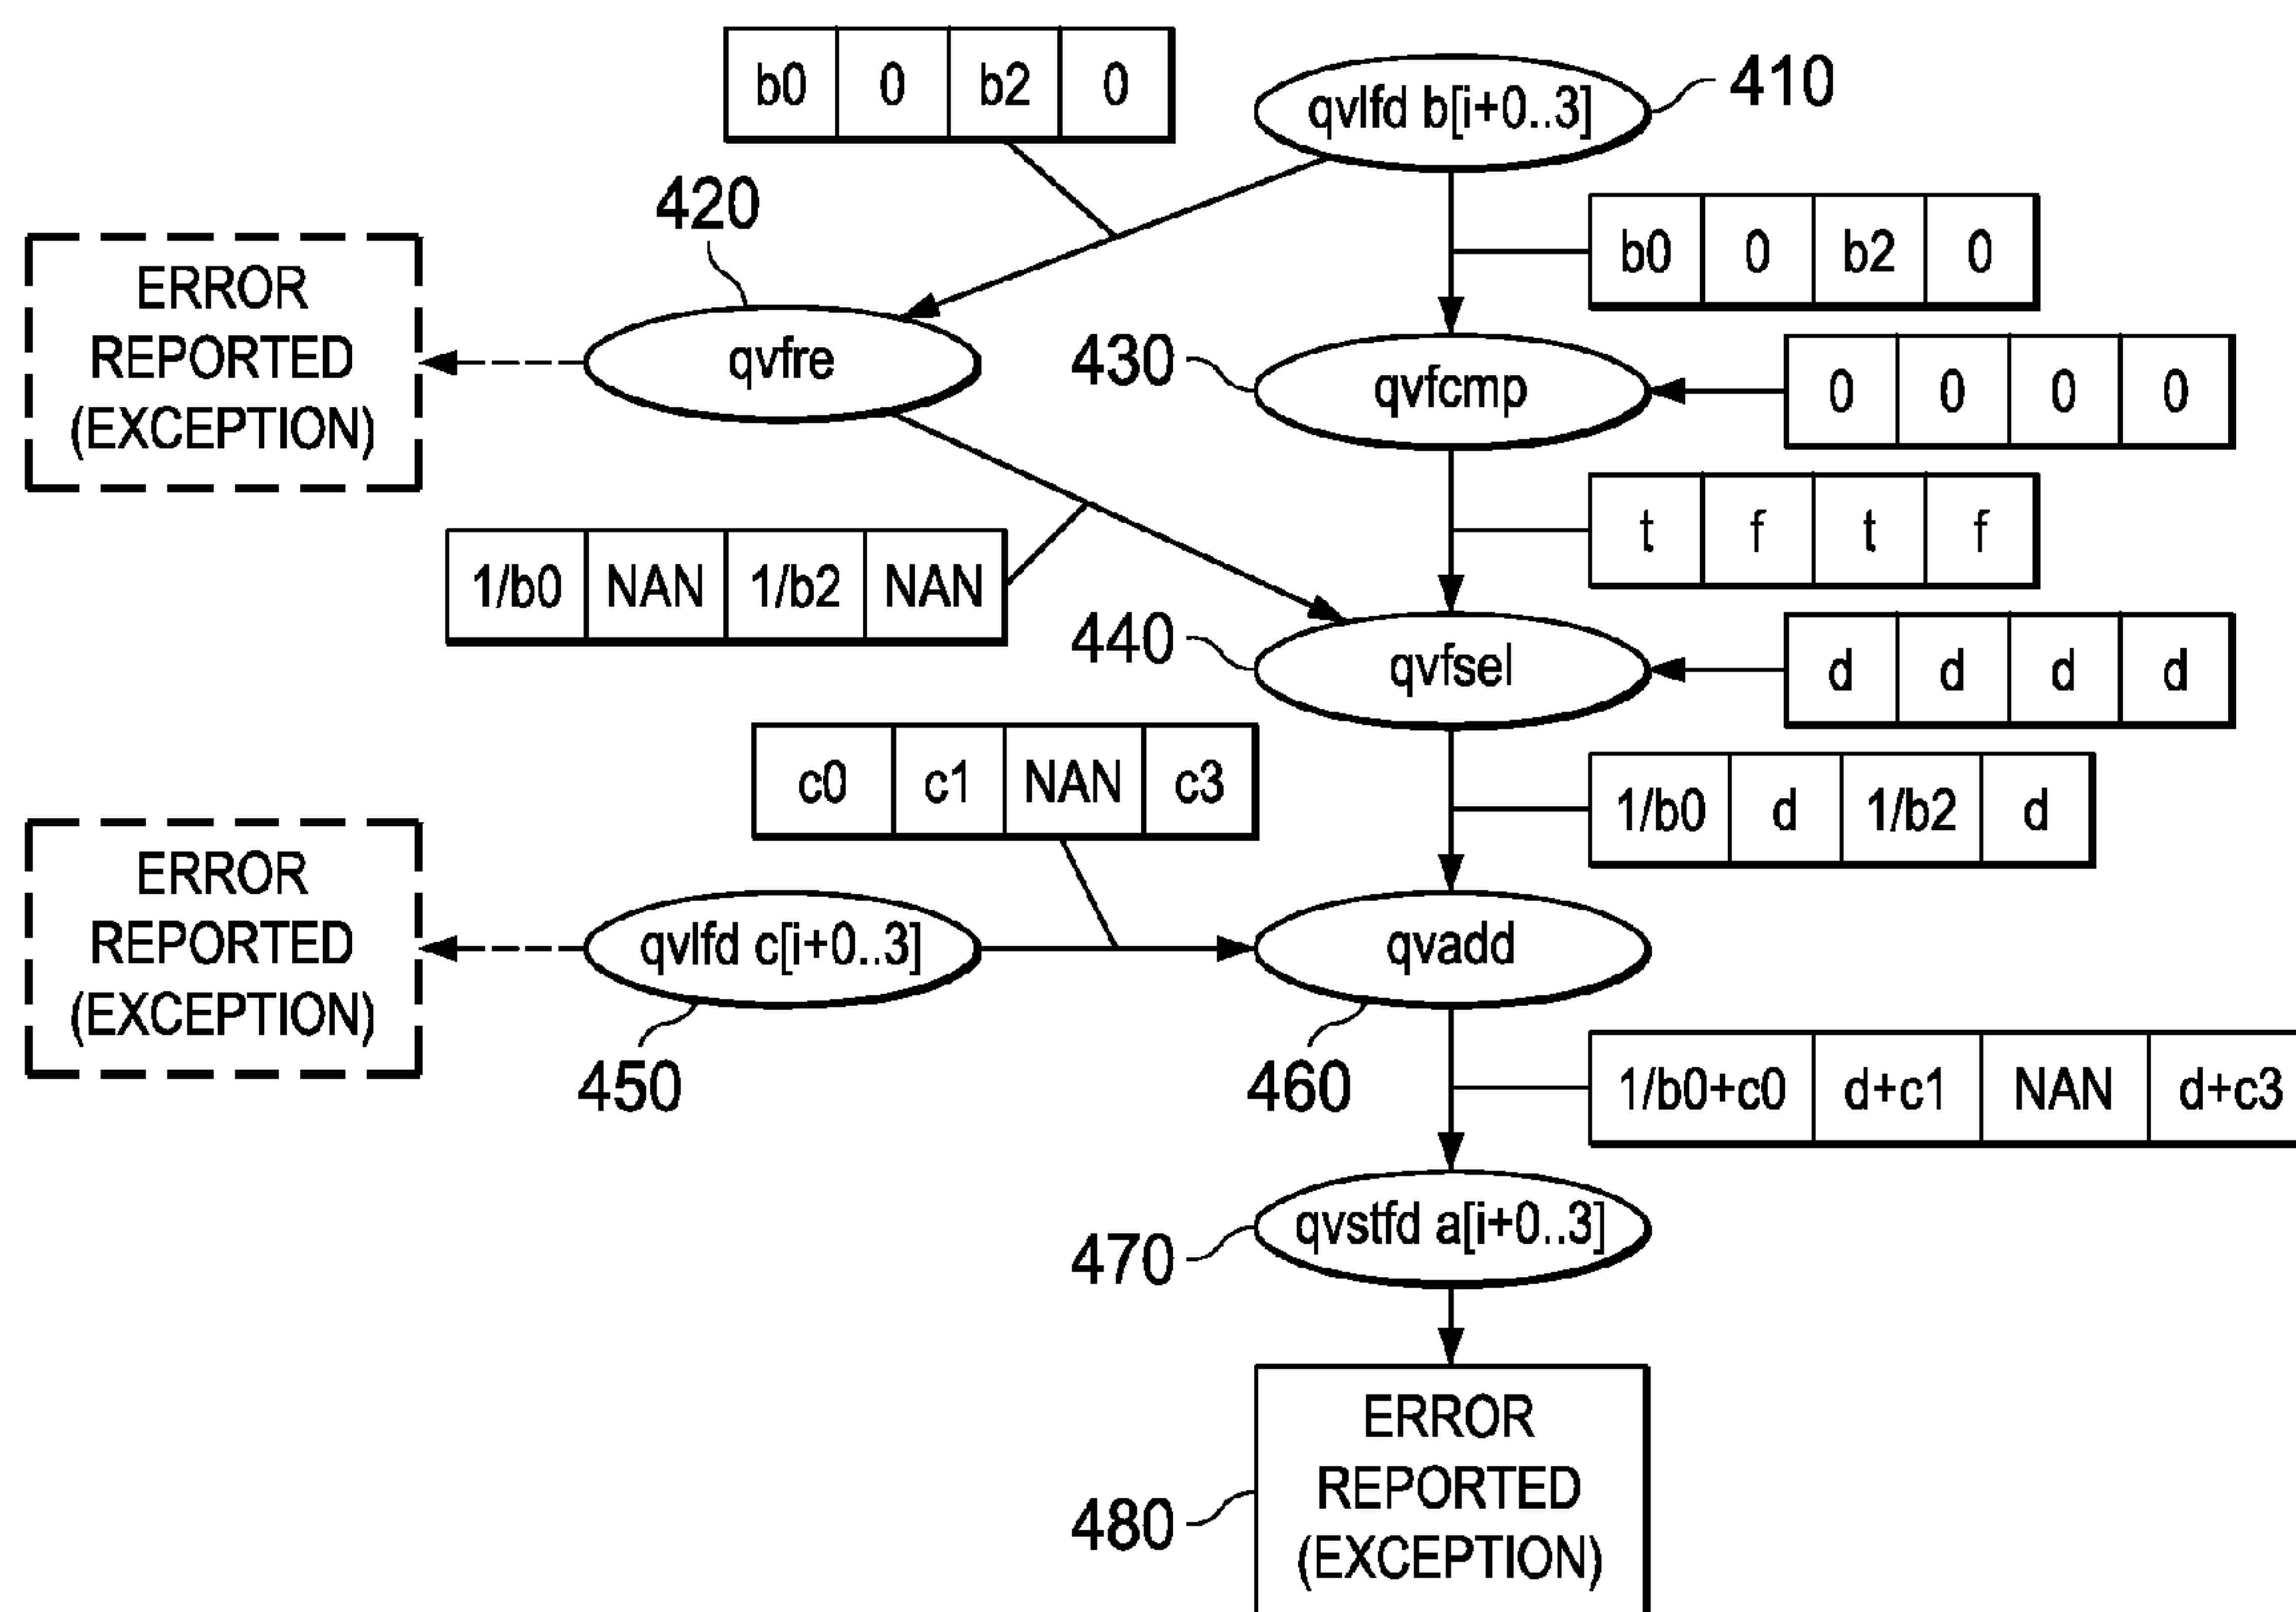 b0 0 b2 0
qvlfd b[i+0..3]
410
420
b0 0 b2 0
ERROR
REPORTED
(EXCEPTION)
qvfre
430
qvfcmp
0 0 0 0
t f t f
1/b0 NAN 1/b2 NAN
440
qvfsel
d d d d
c0 c1 NAN c3
1/b0 d 1/b2 d
ERROR
REPORTED
(EXCEPTION)
qvlfd c[i+0..3]
qvadd
450
460
1/b0+c0 d+c1 NAN d+c3
qvstfd a[i+0..3]
470
ERROR
REPORTED
(EXCEPTION)
480